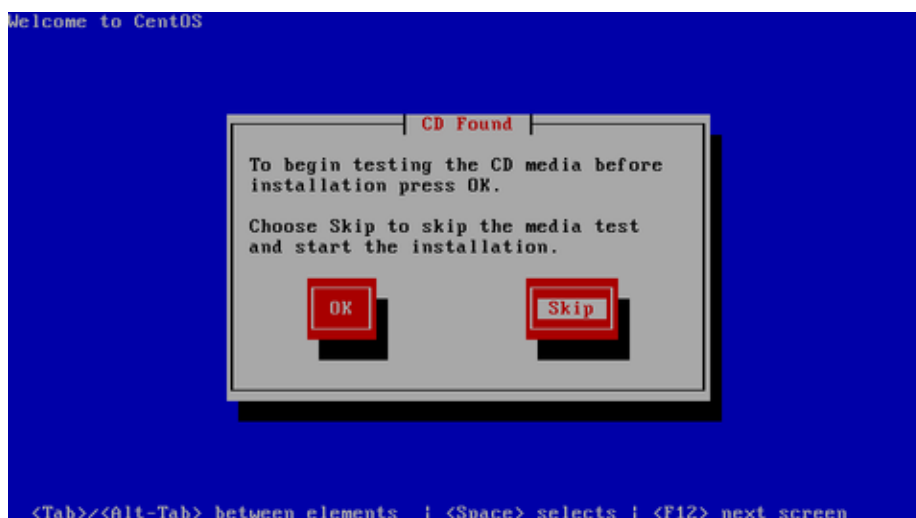 Welcome to CentOS
CD Found
To begin testing the CD media before
installation press OK.
Choose Skip to skip the media test
and start the installation.
OK Skip
<Tab>/<Alt-Tab> between elements | <Space> selects | <F12> next screen